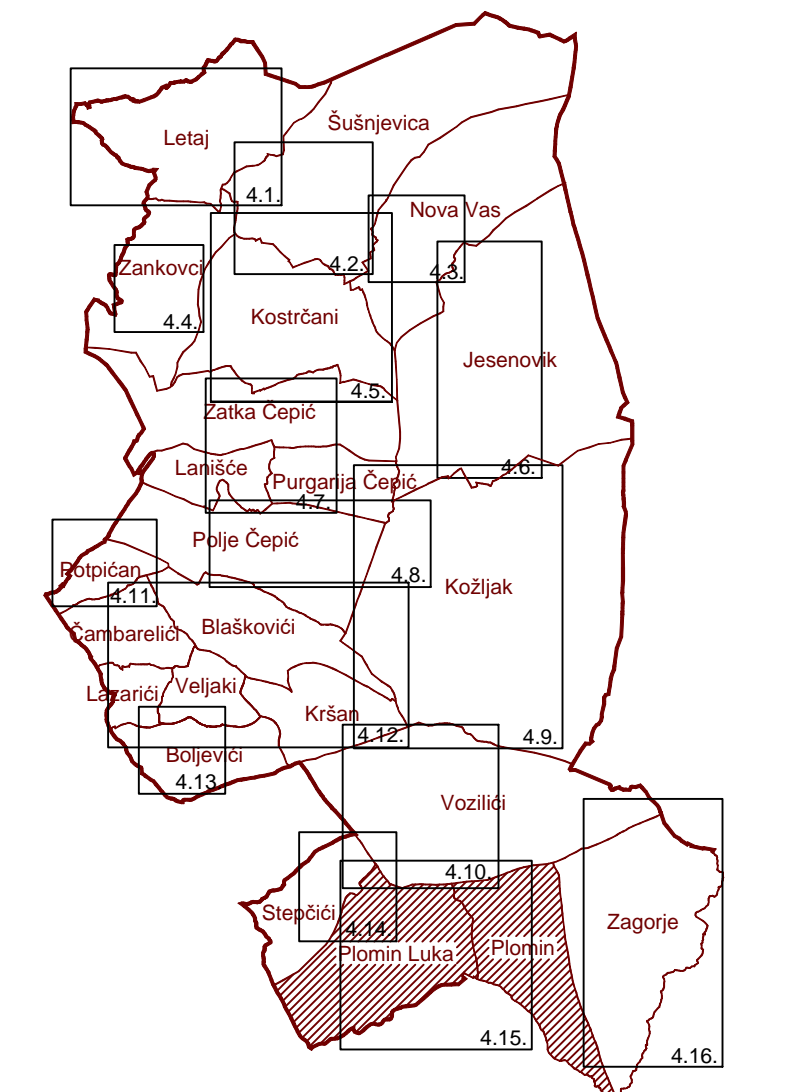 Šušnjevica
Letaj
4.1.
Nova Vas
4.2.
4.3.
Zankovci
4.4.
Kostrčani
Jesenovik
4.5.
Zatka Čepić
Lanišće
4.6.
Purgarija Čepić
4.7.
Polje Čepić
Potpićan
4.8.
Kožljak
4.11.
Čambarelići
Blaškovići
Lazarići
Veljaki
Kršan
4.12.
4.9.
Boljevići
4.13
Vozilići
4.10.
Stepčići
Zagorje
4.14.
Plomin Luka
Plomin
4.15.
4.16.